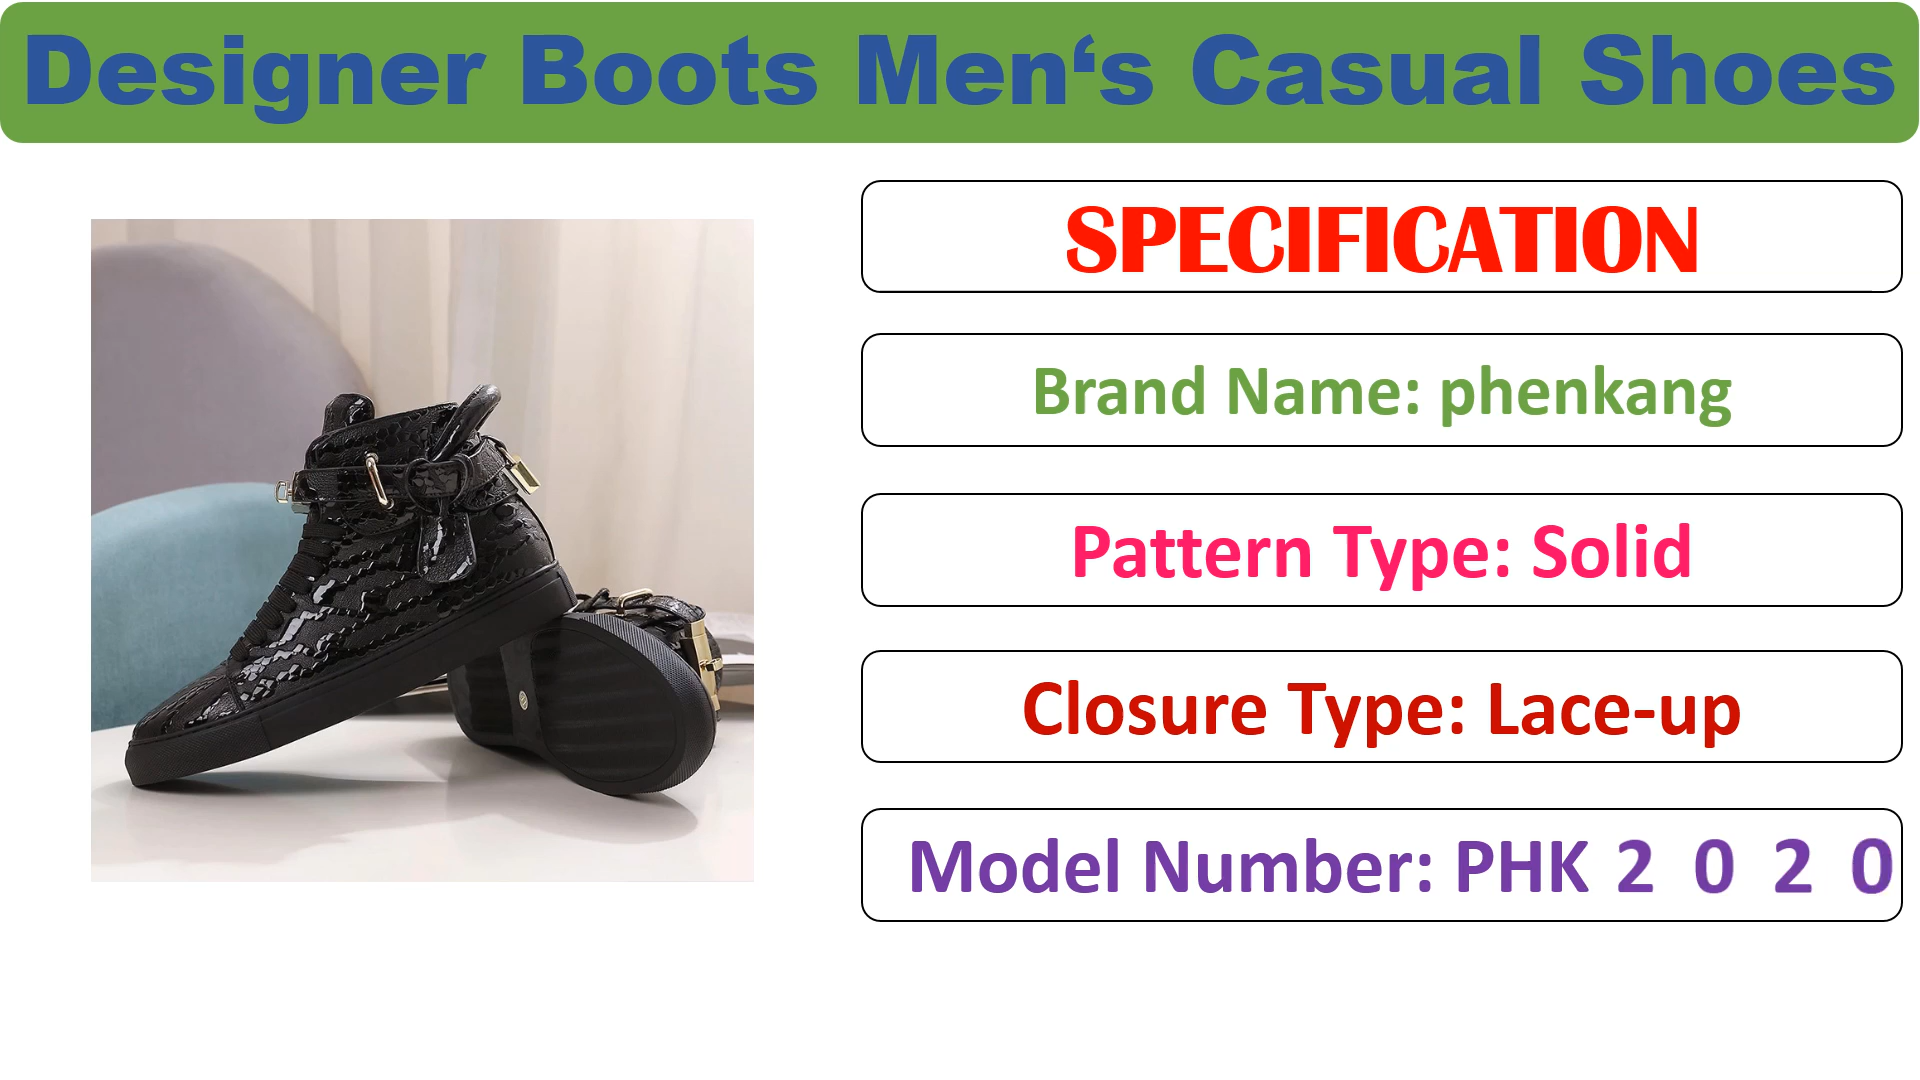 Designer Boots Men‘s Casual Shoes
SPECIFICATION
Brand Name: phenkang
Pattern Type: Solid
Closure Type: Lace-up
Model Number: PHK 2 0 2 0